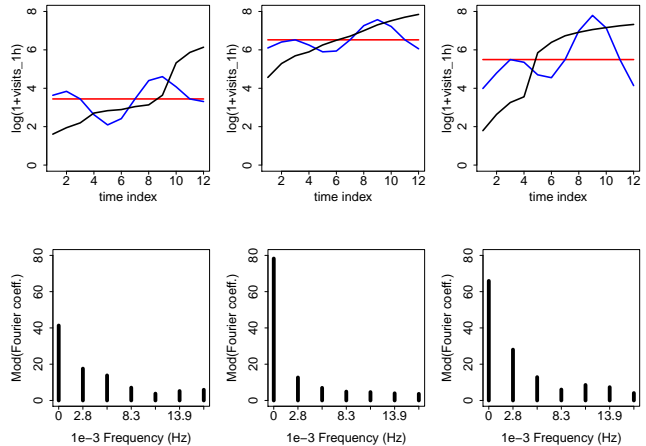 log(1+visits_1h)
0 2 4 6 8
2 4 6 8 10 12
time index
log(1+visits_1h)
0 2 4 6 8
2 4 6 8 10 12
time index
log(1+visits_1h)
0 2 4 6 8
2 4 6 8 10 12
time index
Mod(Fourier coeff.)
0 20 40 60 80
0 2.8 8.3 13.9
1e−3 Frequency (Hz)
Mod(Fourier coeff.)
0 20 40 60 80
0 2.8 8.3 13.9
1e−3 Frequency (Hz)
Mod(Fourier coeff.)
0 20 40 60 80
0 2.8 8.3 13.9
1e−3 Frequency (Hz)